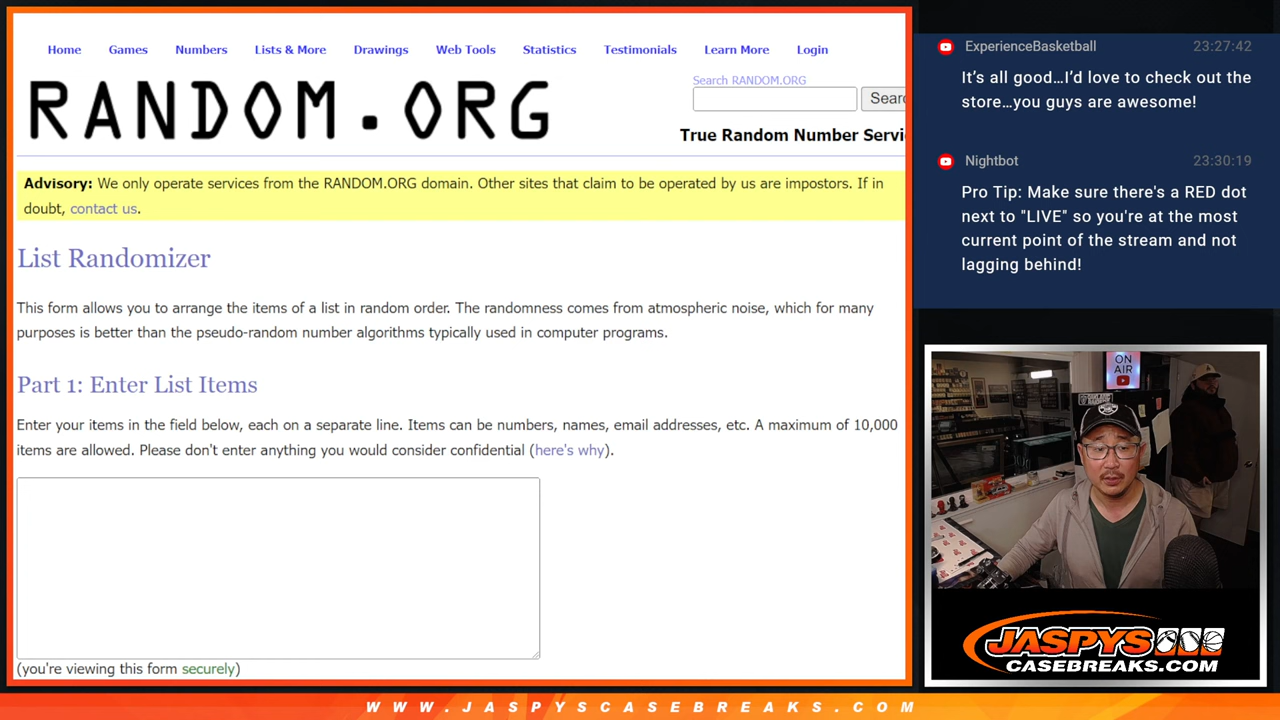 Home Games Numbers Lists & More Drawings Web Tools Statistics Testimonials Learn More Login
RANDOM.ORG
Search RANDOM.ORG
Searc
True Random Number Servi
Advisory: We only operate services from the RANDOM.ORG domain. Other sites that claim to be operated by us are impostors. If in
doubt, contact us.
List Randomizer
This form allows you to arrange the items of a list in random order. The randomness comes from atmospheric noise, which for many
purposes is better than the pseudo-random number algorithms typically used in computer programs.
Part 1: Enter List Items
Enter your items in the field below, each on a separate line. Items can be numbers, names, email addresses, etc. A maximum of 10,000
items are allowed. Please don't enter anything you would consider confidential (here's why).
(you're viewing this form securely)
ExperienceBasketball 23:27:42
It's all good…I'd love to check out the
store…you guys are awesome!
Nightbot 23:30:19
Pro Tip: Make sure there's a RED dot
next to "LIVE" so you're at the most
current point of the stream and not
lagging behind!
ON
AIR
JASPYS
CASEBREAKS.COM
WWW.JASPYSCASEBREAKS.COM